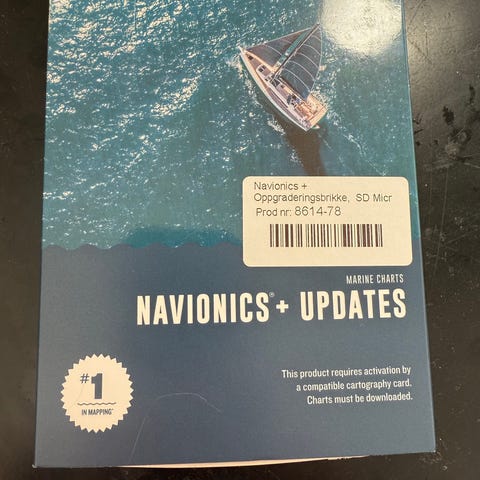 Navionics +
Oppgraderingsbrikke, SD Micr
Prod nr: 8614-78
MARINE CHARTS
NAVIONICS®+ UPDATES
#1
IN MAPPING*
This product requires activation by
a compatible cartography card.
Charts must be downloaded.